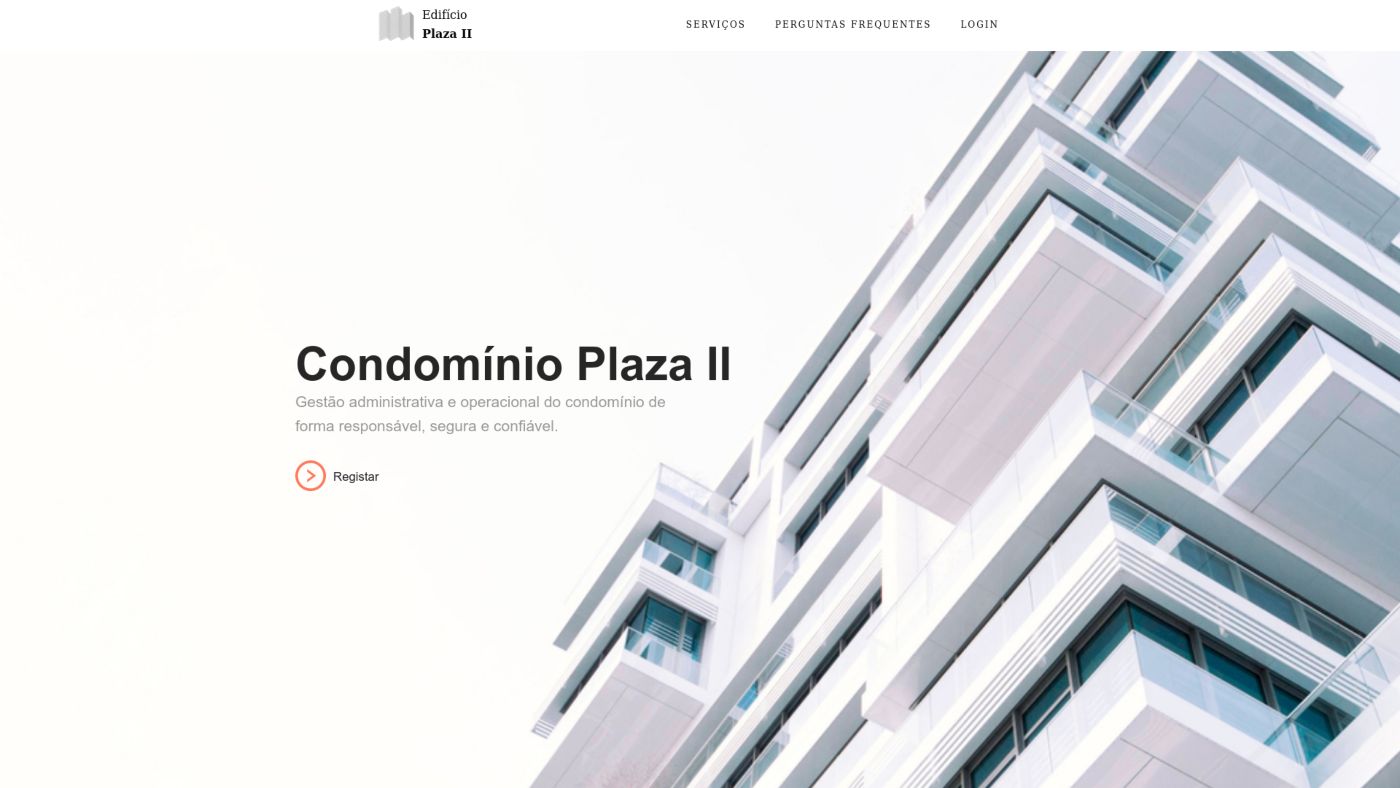 Edifício
Plaza II
SERVIÇOS
PERGUNTAS FREQUENTES
LOGIN
Condomínio Plaza II
Gestão administrativa e operacional do condomínio de
forma responsável, segura e confiável.
Registar